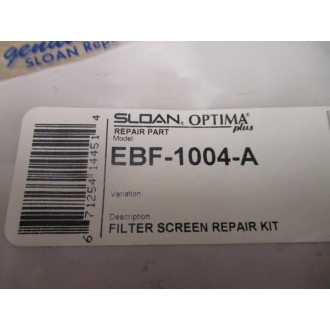 genuine
SLOAN Rep
SLOAN® OPTIMA®
plus
REPAIR PART
Model:
EBF-1004-A
Variation:
Description:
FILTER SCREEN REPAIR KIT
6 71254 14451 4